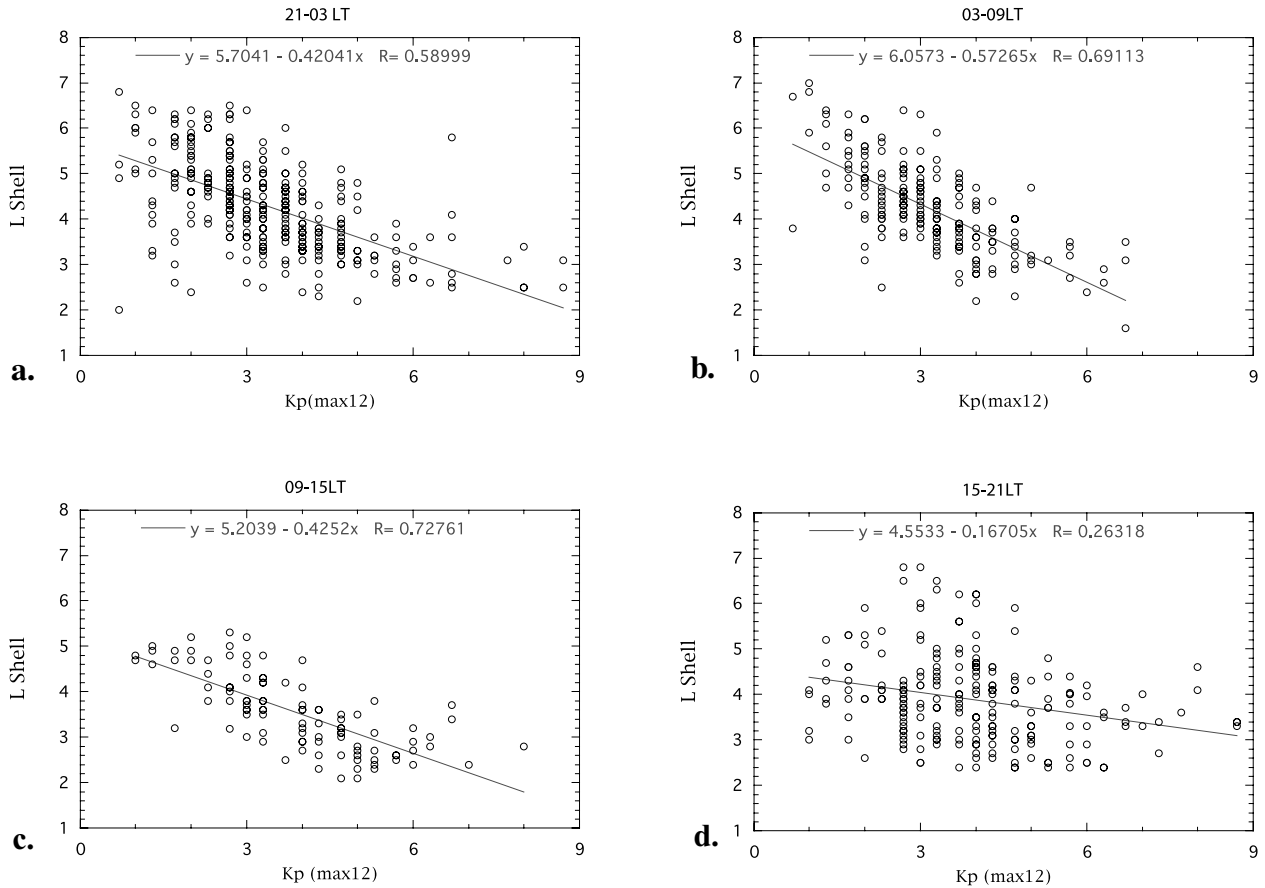 21-03 LT
y = 5.7041 - 0.42041x R= 0.58999
8
7
6
5
4
3
2
1
L Shell
0
3
6
9
Kp(max12)
a.
03-09LT
y = 6.0573 - 0.57265x R= 0.69113
8
7
6
5
4
3
2
1
L Shell
0
3
6
9
Kp(max12)
b.
09-15LT
y = 5.2039 - 0.4252x R= 0.72761
8
7
6
5
4
3
2
1
L Shell
0
3
6
9
Kp (max12)
c.
15-21LT
y = 4.5533 - 0.16705x R= 0.26318
8
7
6
5
4
3
2
1
L Shell
0
3
6
9
Kp (max12)
d.